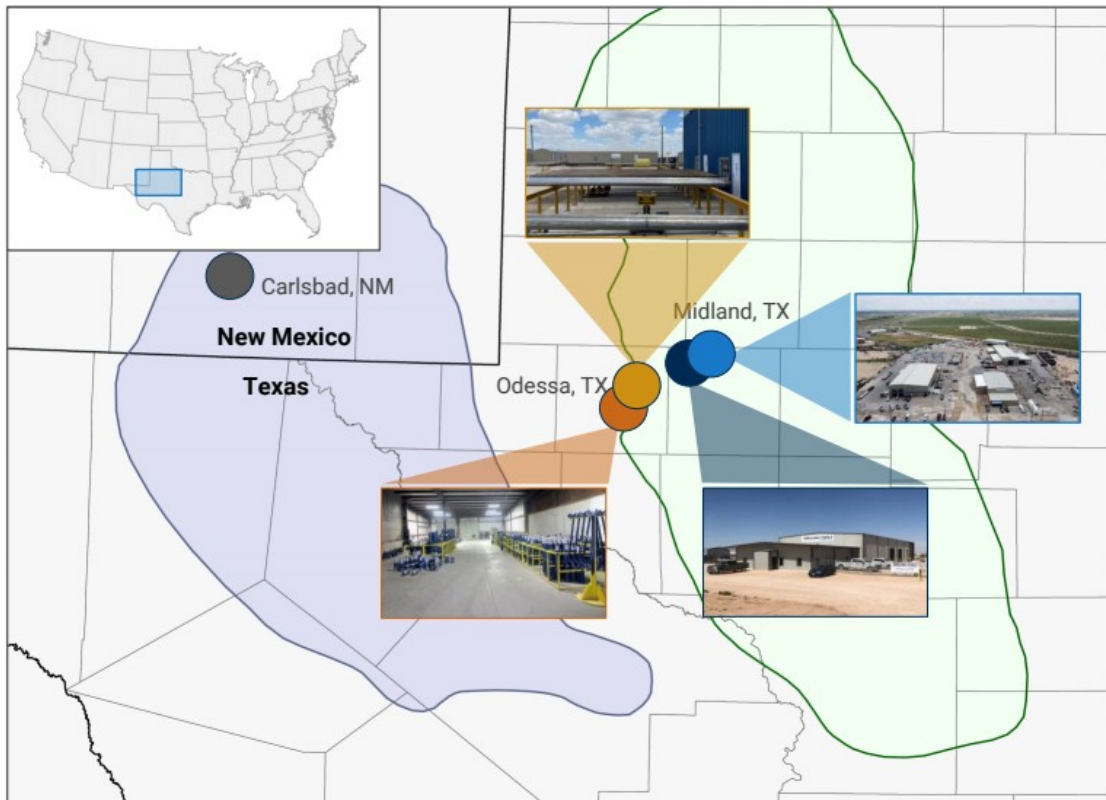 Carlsbad, NM
New Mexico
Texas
Midland, TX
Odessa, TX